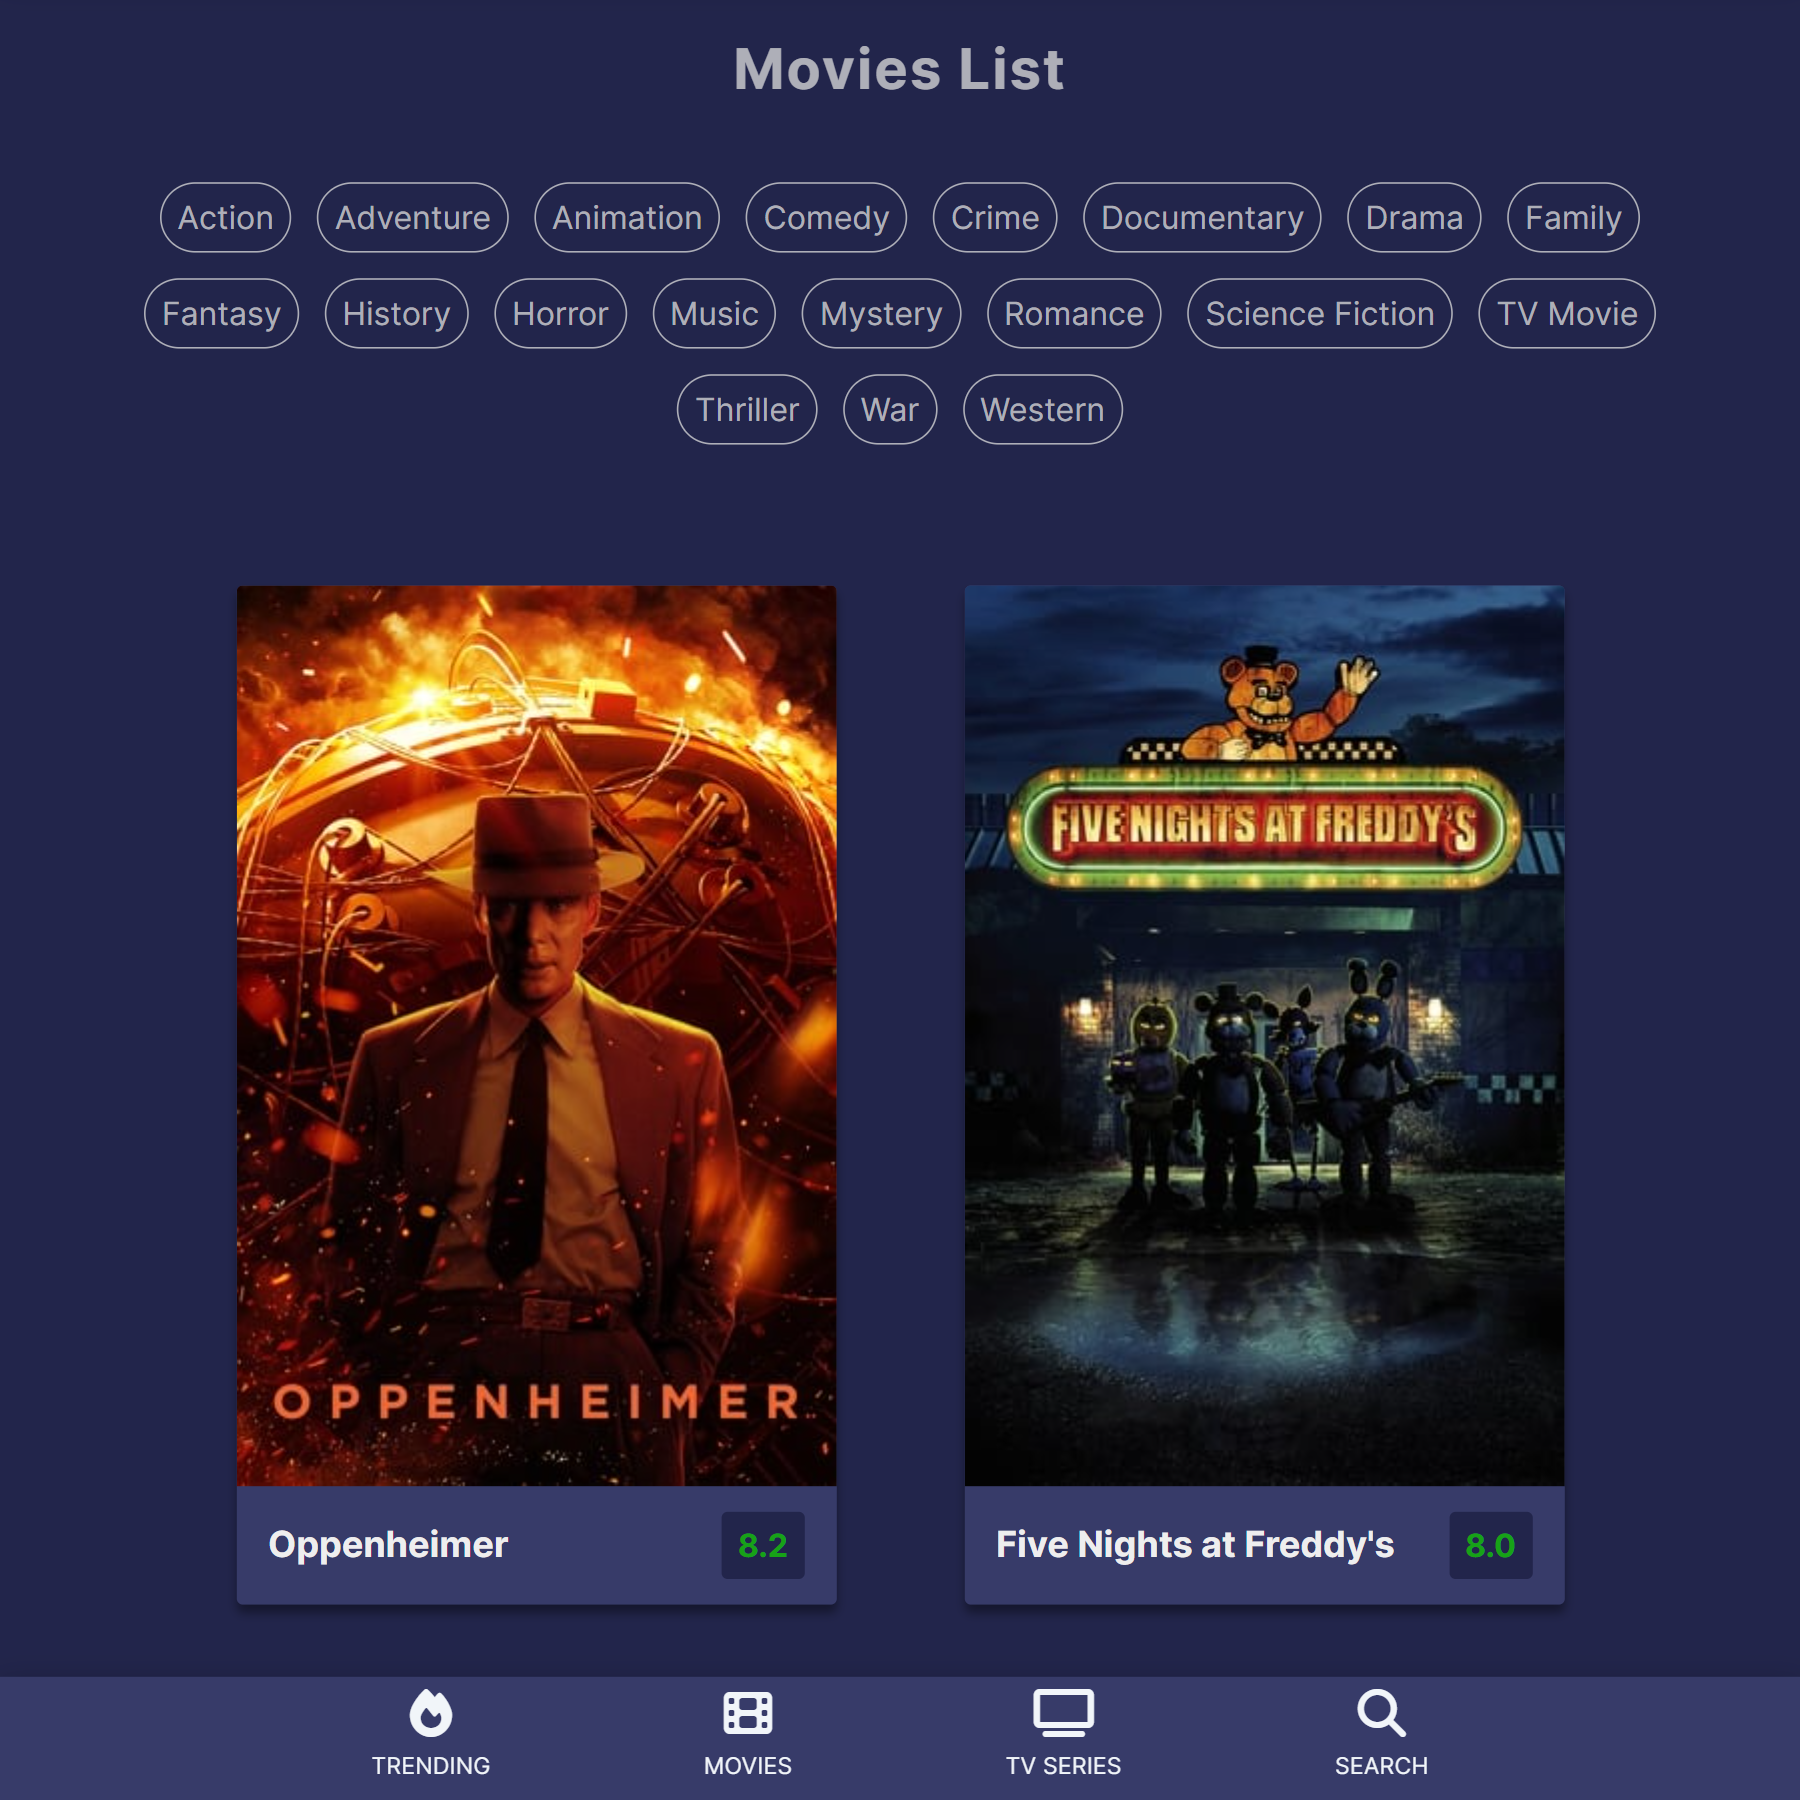 Movies List
Action Adventure Animation Comedy Crime Documentary Drama Family
Fantasy History Horror Music Mystery Romance Science Fiction TV Movie
Thriller War Western
OPPENHEIMER
FIVE NIGHTS AT FREDDY'S
Oppenheimer 8.2
Five Nights at Freddy's 8.0
TRENDING MOVIES TV SERIES SEARCH